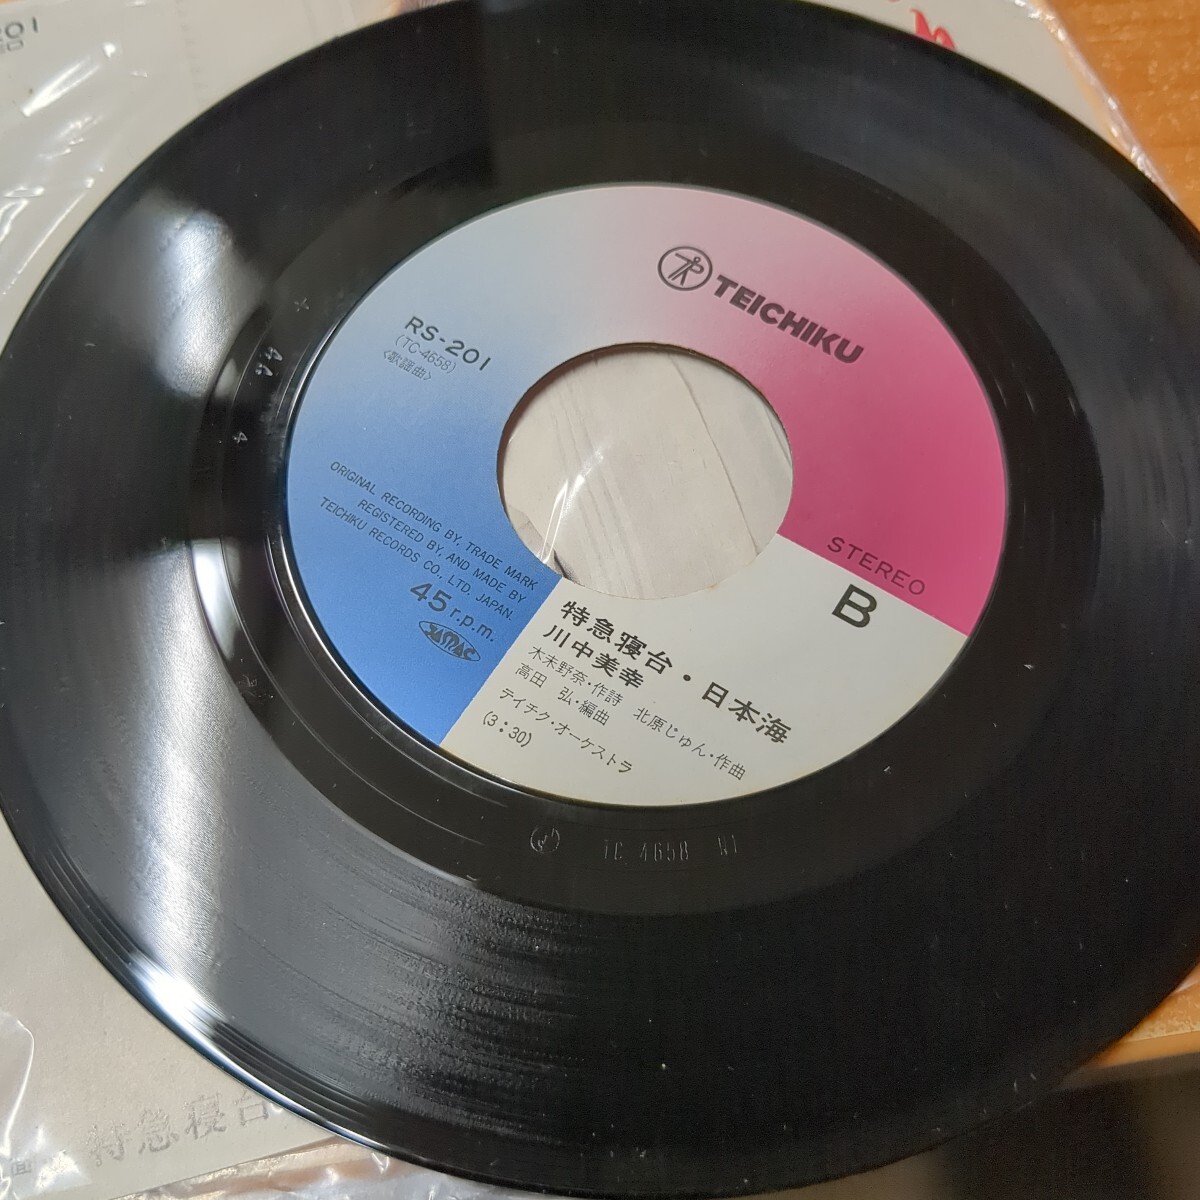 201
TEICHIKU
RS-201
(TC-4658)
〈歌謡曲〉
ORIGINAL RECORDING BY, TRADE MARK
REGISTERED BY, AND MADE BY
TEICHIKU RECORDS CO., LTD. JAPAN.
45 r.p.m.
JASRAC
STEREO
B
特急寝台・日本海
川中美幸
木未野奈・作詩 北原じゅん・作曲
高田 弘・編曲
テイチク・オーケストラ
(3:30)
TC 4658
特急寝台
面